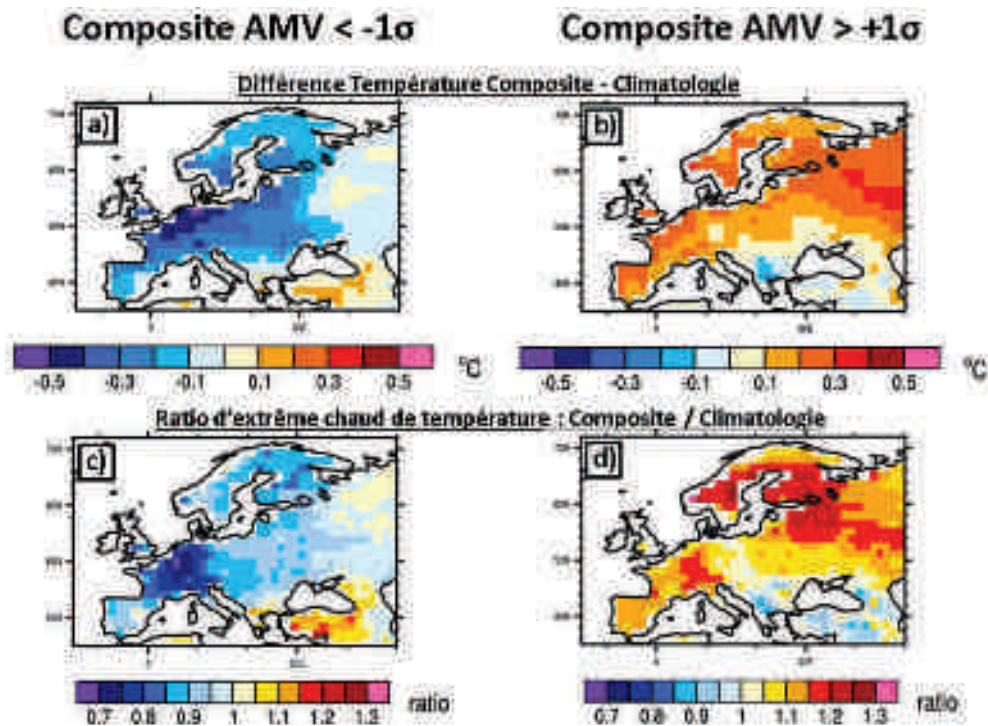 Composite AMV < -1σ
Composite AMV > +1σ
Différence Température Composite - Climatologie
a)
b)
-0.5 -0.3 -0.1 0.1 0.3 0.5 °C
-0.5 -0.3 -0.1 0.1 0.3 0.5 °C
Ratio d'extrême chaud de température : Composite / Climatologie
c)
d)
0.7 0.8 0.9 1 1.1 1.2 1.3 ratio
0.7 0.8 0.9 1 1.1 1.2 1.3 ratio